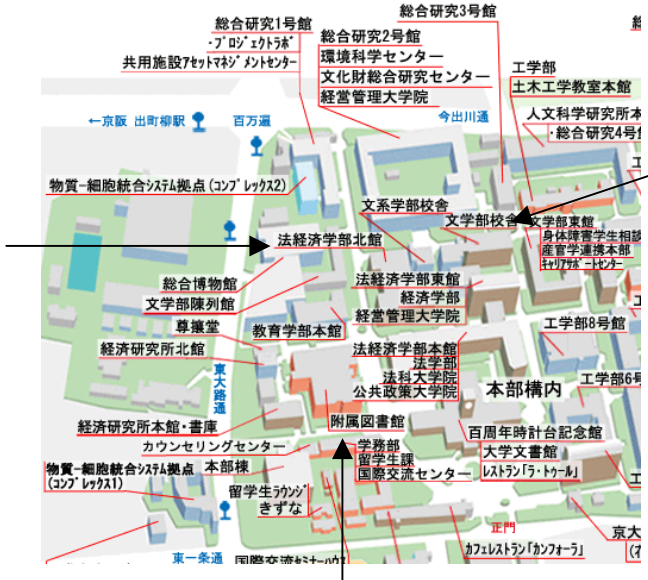 総合研究1号館
・プロジェクトラボ
共用施設アセットマネジメントセンター
総合研究2号館
環境科学センター
文化財総合研究センター
経営管理大学院
総合研究3号館
工学部
土木工学教室本館
人文科学研究所本
・総合研究4号館
←京阪 出町柳駅
百万遍
今出川通
物質-細胞統合システム拠点(コンプレックス2)
文系学部校舎
文学部校舎
文学部東館
身体障害学生相談
産官学連携本部
キャリアサポートセンター
法経済学部北館
総合博物館
文学部陳列館
尊攘堂
経済研究所北館
教育学部本館
法経済学部東館
経済学部
経営管理大学院
工学部8号館
法経済学部本館
法学部
法科大学院
公共政策大学院
本部構内
工学部6号
東大路通
経済研究所本館・書庫
カウンセリングセンター
本部棟
附属図書館
学務部
留学生課
国際交流センター
百周年時計台記念館
大学文書館
レストラン「ラ・トゥール」
物質-細胞統合システム拠点
(コンプレックス1)
留学生ラウンジ
きずな
正門
カフェレストラン「カンフォーラ」
京大
東一条通
国際交流セミナーハウス